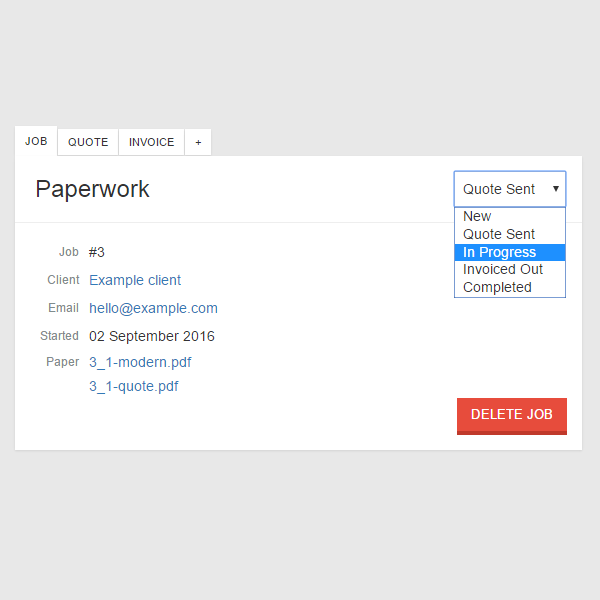 JOB QUOTE INVOICE +
Paperwork
Quote Sent
New
Quote Sent
In Progress
Invoiced Out
Completed
Job #3
Client Example client
Email hello@example.com
Started 02 September 2016
Paper 3_1-modern.pdf
3_1-quote.pdf
DELETE JOB